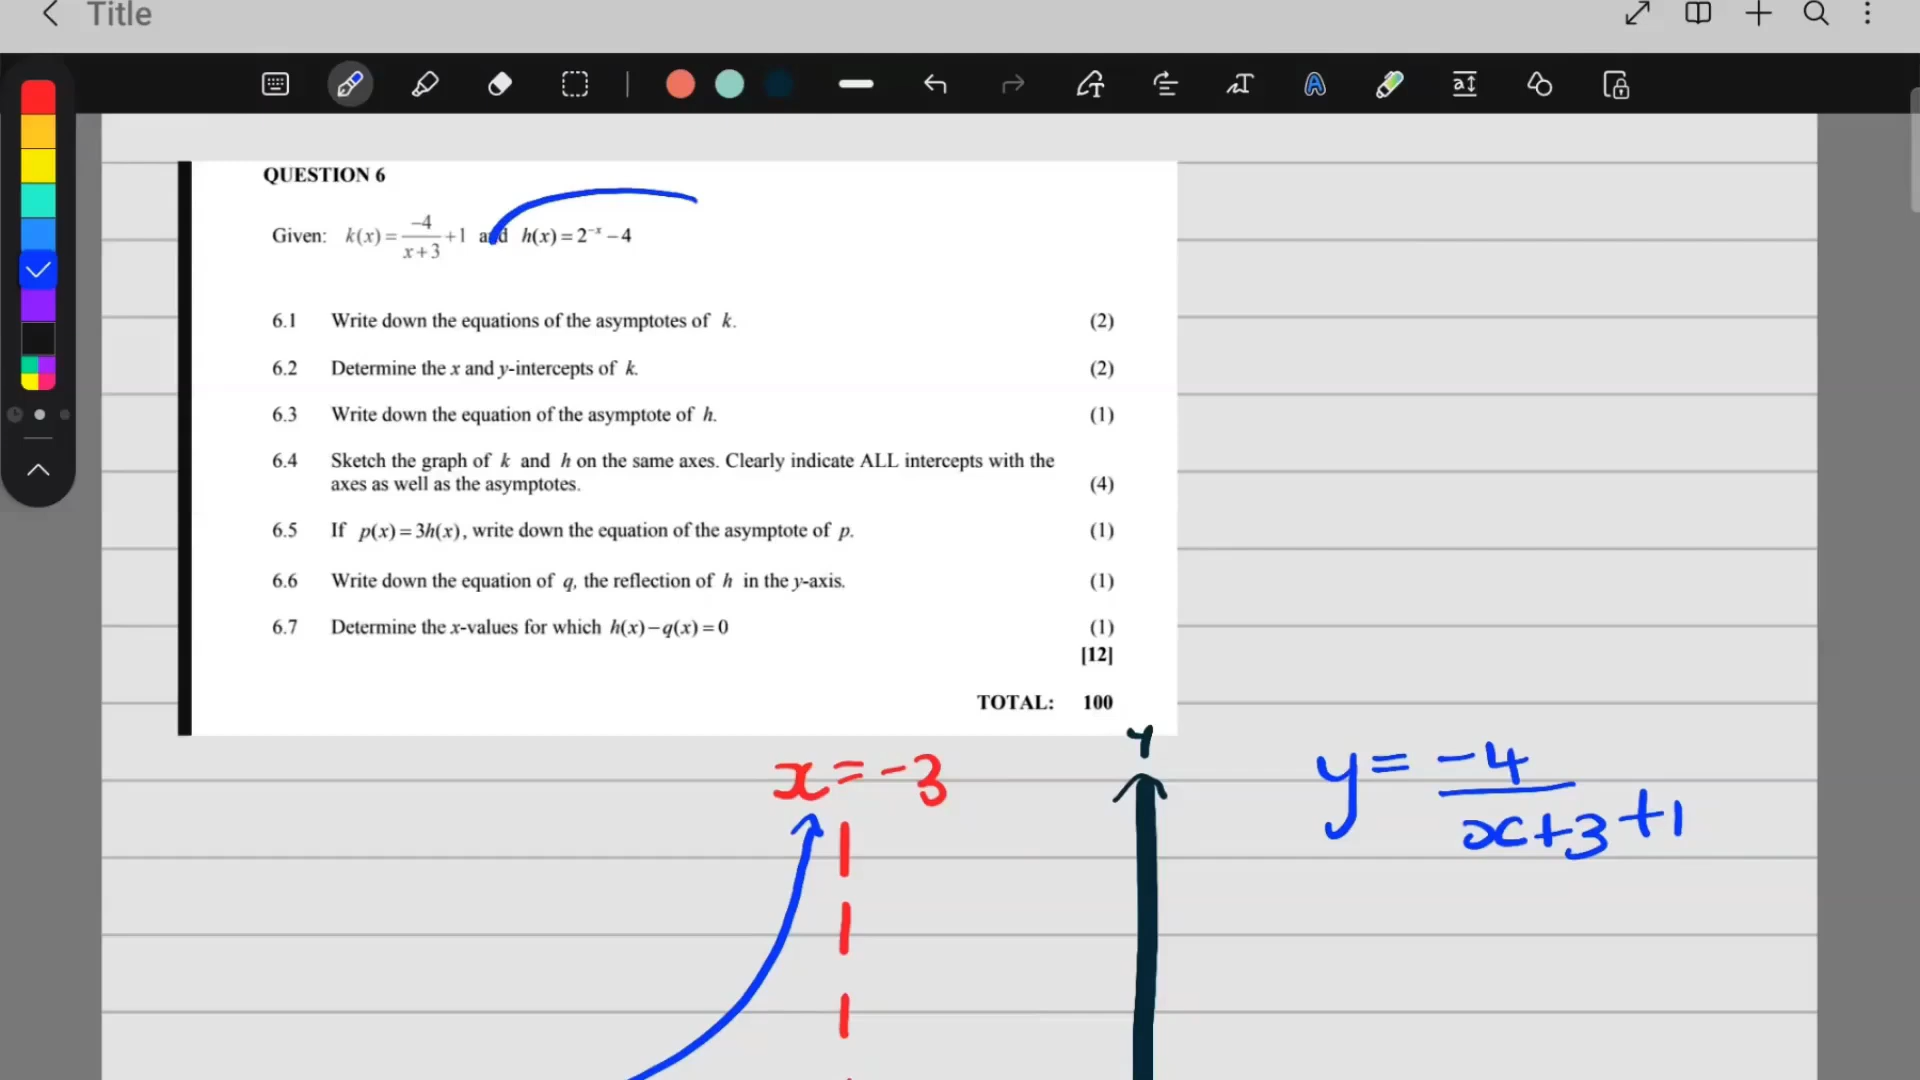 Title
QUESTION 6
Given: k(x) = -4/(x+3) + 1 and h(x) = 2^{-x} - 4
6.1 Write down the equations of the asymptotes of k. (2)
6.2 Determine the x and y-intercepts of k. (2)
6.3 Write down the equation of the asymptote of h. (1)
6.4 Sketch the graph of k and h on the same axes. Clearly indicate ALL intercepts with the
axes as well as the asymptotes. (4)
6.5 If p(x) = 3h(x), write down the equation of the asymptote of p. (1)
6.6 Write down the equation of q, the reflection of h in the y-axis. (1)
6.7 Determine the x-values for which h(x) - q(x) = 0 (1)
[12]
TOTAL: 100
y
x = -3
y = -4/(x+3) + 1